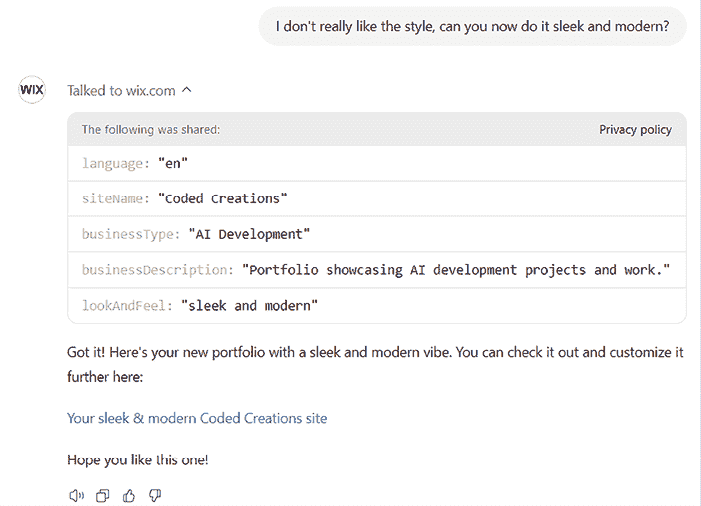 I don't really like the style, can you now do it sleek and modern?
WIX
Talked to wix.com
The following was shared:
Privacy policy
language: "en"
siteName: "Coded Creations"
businessType: "AI Development"
businessDescription: "Portfolio showcasing AI development projects and work."
lookAndFeel: "sleek and modern"
Got it! Here's your new portfolio with a sleek and modern vibe. You can check it out and customize it
further here:
Your sleek & modern Coded Creations site
Hope you like this one!